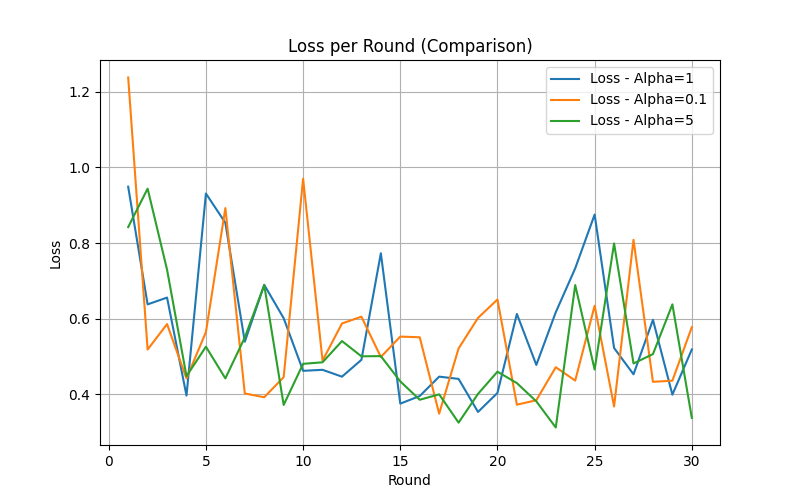 Loss per Round (Comparison)
Loss - Alpha=1
Loss - Alpha=0.1
Loss - Alpha=5
Loss
1.2
1.0
0.8
0.6
0.4
0
5
10
15
20
25
30
Round